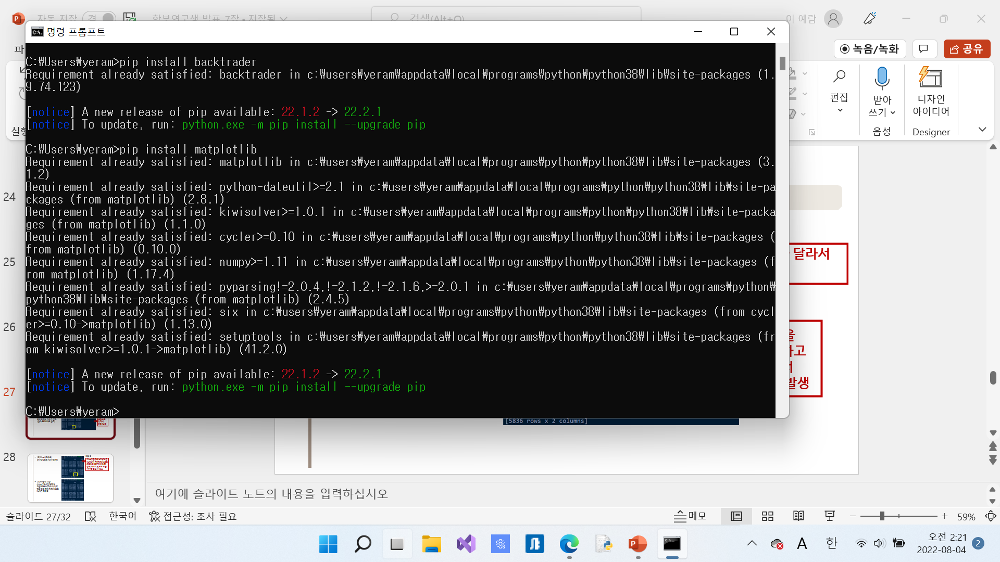 자동 저장
명령 프롬프트
C:₩Users₩yeram>pip install backtrader
Requirement already satisfied: backtrader in c:₩users₩yeram₩appdata₩local₩programs₩python₩python38₩lib₩site-packages (1.
9.74.123)
[notice] A new release of pip available: 22.1.2 -> 22.2.1
[notice] To update, run: python.exe -m pip install --upgrade pip
C:₩Users₩yeram>pip install matplotlib
Requirement already satisfied: matplotlib in c:₩users₩yeram₩appdata₩local₩programs₩python₩python38₩lib₩site-packages (3.
1.2)
Requirement already satisfied: python-dateutil>=2.1 in c:₩users₩yeram₩appdata₩local₩programs₩python₩python38₩lib₩site-pa
ckages (from matplotlib) (2.8.1)
Requirement already satisfied: kiwisolver>=1.0.1 in c:₩users₩yeram₩appdata₩local₩programs₩python₩python38₩lib₩site-packa
ges (from matplotlib) (1.1.0)
Requirement already satisfied: cycler>=0.10 in c:₩users₩yeram₩appdata₩local₩programs₩python₩python38₩lib₩site-packages (
from matplotlib) (0.10.0)
Requirement already satisfied: numpy>=1.11 in c:₩users₩yeram₩appdata₩local₩programs₩python₩python38₩lib₩site-packages (f
rom matplotlib) (1.17.4)
Requirement already satisfied: pyparsing!=2.0.4,!=2.1.2,!=2.1.6,>=2.0.1 in c:₩users₩yeram₩appdata₩local₩programs₩python₩
python38₩lib₩site-packages (from matplotlib) (2.4.5)
Requirement already satisfied: six in c:₩users₩yeram₩appdata₩local₩programs₩python₩python38₩lib₩site-packages (from cycl
er>=0.10->matplotlib) (1.13.0)
Requirement already satisfied: setuptools in c:₩users₩yeram₩appdata₩local₩programs₩python₩python38₩lib₩site-packages (fr
om kiwisolver>=1.0.1->matplotlib) (41.2.0)
[notice] A new release of pip available: 22.1.2 -> 22.2.1
[notice] To update, run: python.exe -m pip install --upgrade pip
C:₩Users₩yeram>
이 예람
녹음/녹화
공유
편집
받아
쓰기
음성
디자인
아이디어
Designer
달라서
을
하고
발생
[5836 rows x 2 columns]
24
25
26
27
28
여기에 슬라이드 노트의 내용을 입력하십시오
슬라이드 27/32
한국어
접근성: 조사 필요
메모
59%
A
한
오전 2:21
2022-08-04
2